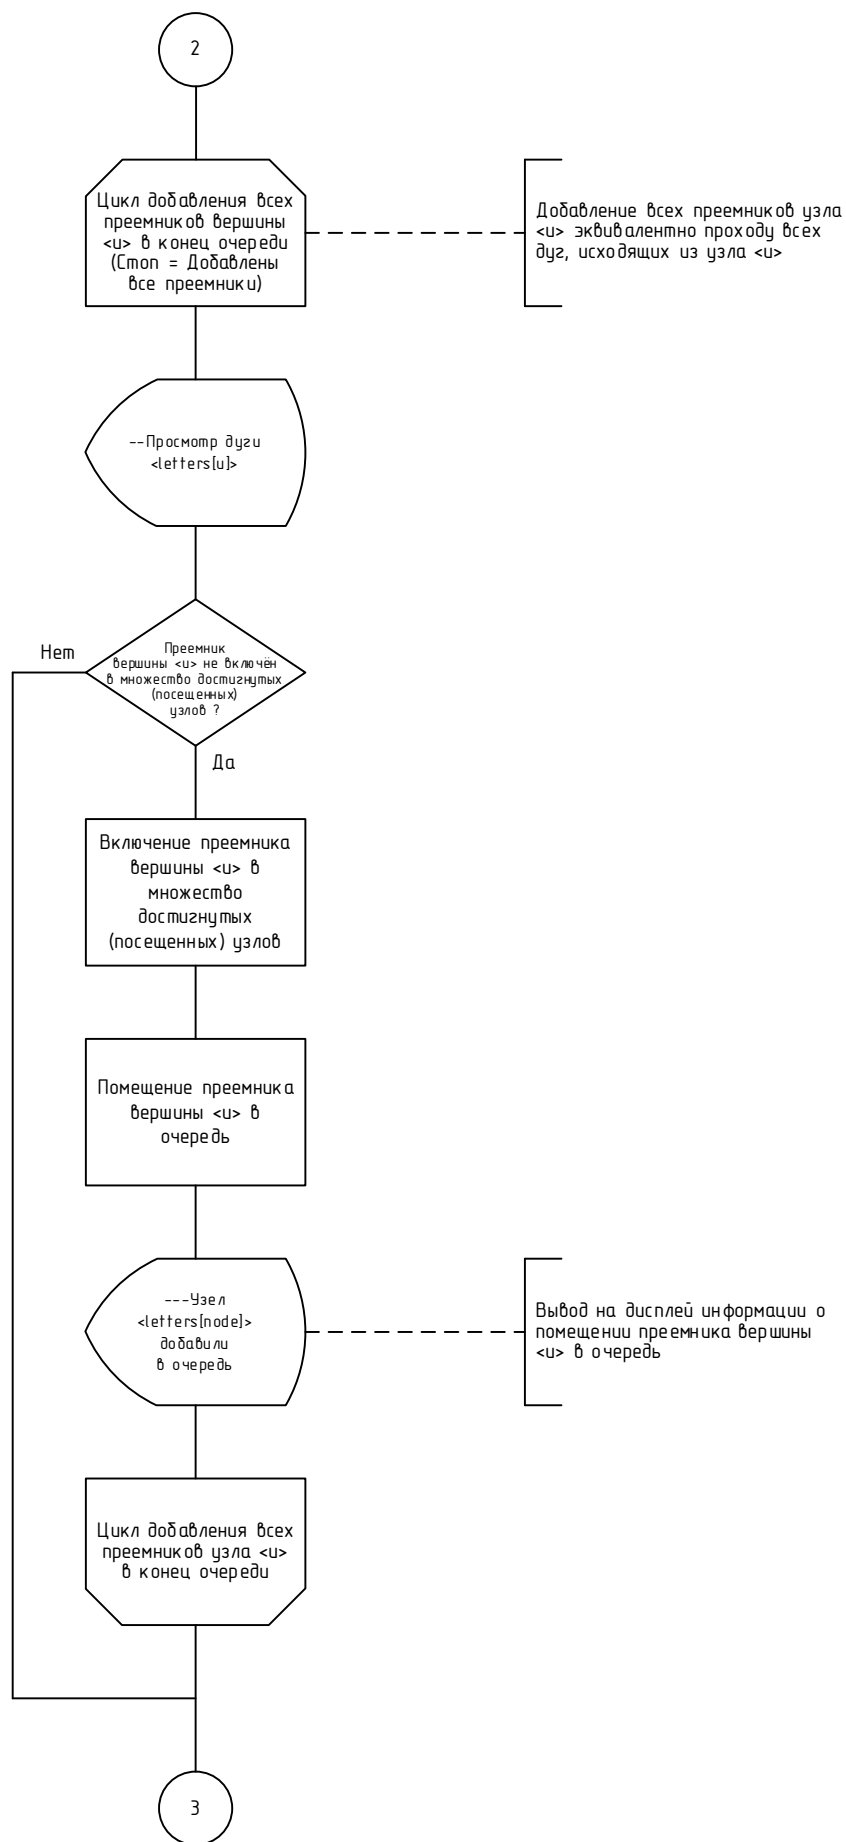 2
Цикл добавления всех
преемников вершины
<u> в конец очереди
(Стоп = Добавлены
все преемники)
Добавление всех преемников узла
<u> эквивалентно проходу всех
дуг, исходящих из узла <u>
--Просмотр дуги
<letters[u]>
Нет
Преемник
вершины <u> не включён
в множество достигнутых
(посещенных)
узлов ?
Да
Включение преемника
вершины <u> в
множество
достигнутых
(посещенных) узлов
Помещение преемника
вершины <u> в
очередь
---Узел
<letters[node]>
добавили
в очередь
Вывод на дисплей информации о
помещении преемника вершины
<u> в очередь
Цикл добавления всех
преемников узла <u>
в конец очереди
3